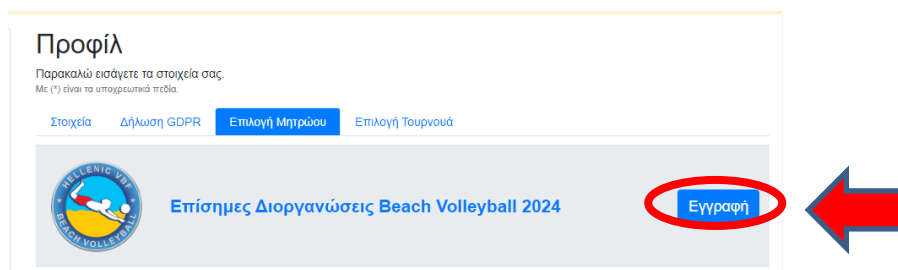 Προφίλ
Παρακαλώ εισάγετε τα στοιχεία σας.
Με (*) είναι τα υποχρεωτικά πεδία.
Στοιχεία Δήλωση GDPR Επιλογή Μητρώου Επιλογή Τουρνουά
HELLENIC VBF
BEACH VOLLEYBALL
Επίσημες Διοργανώσεις Beach Volleyball 2024
Εγγραφή